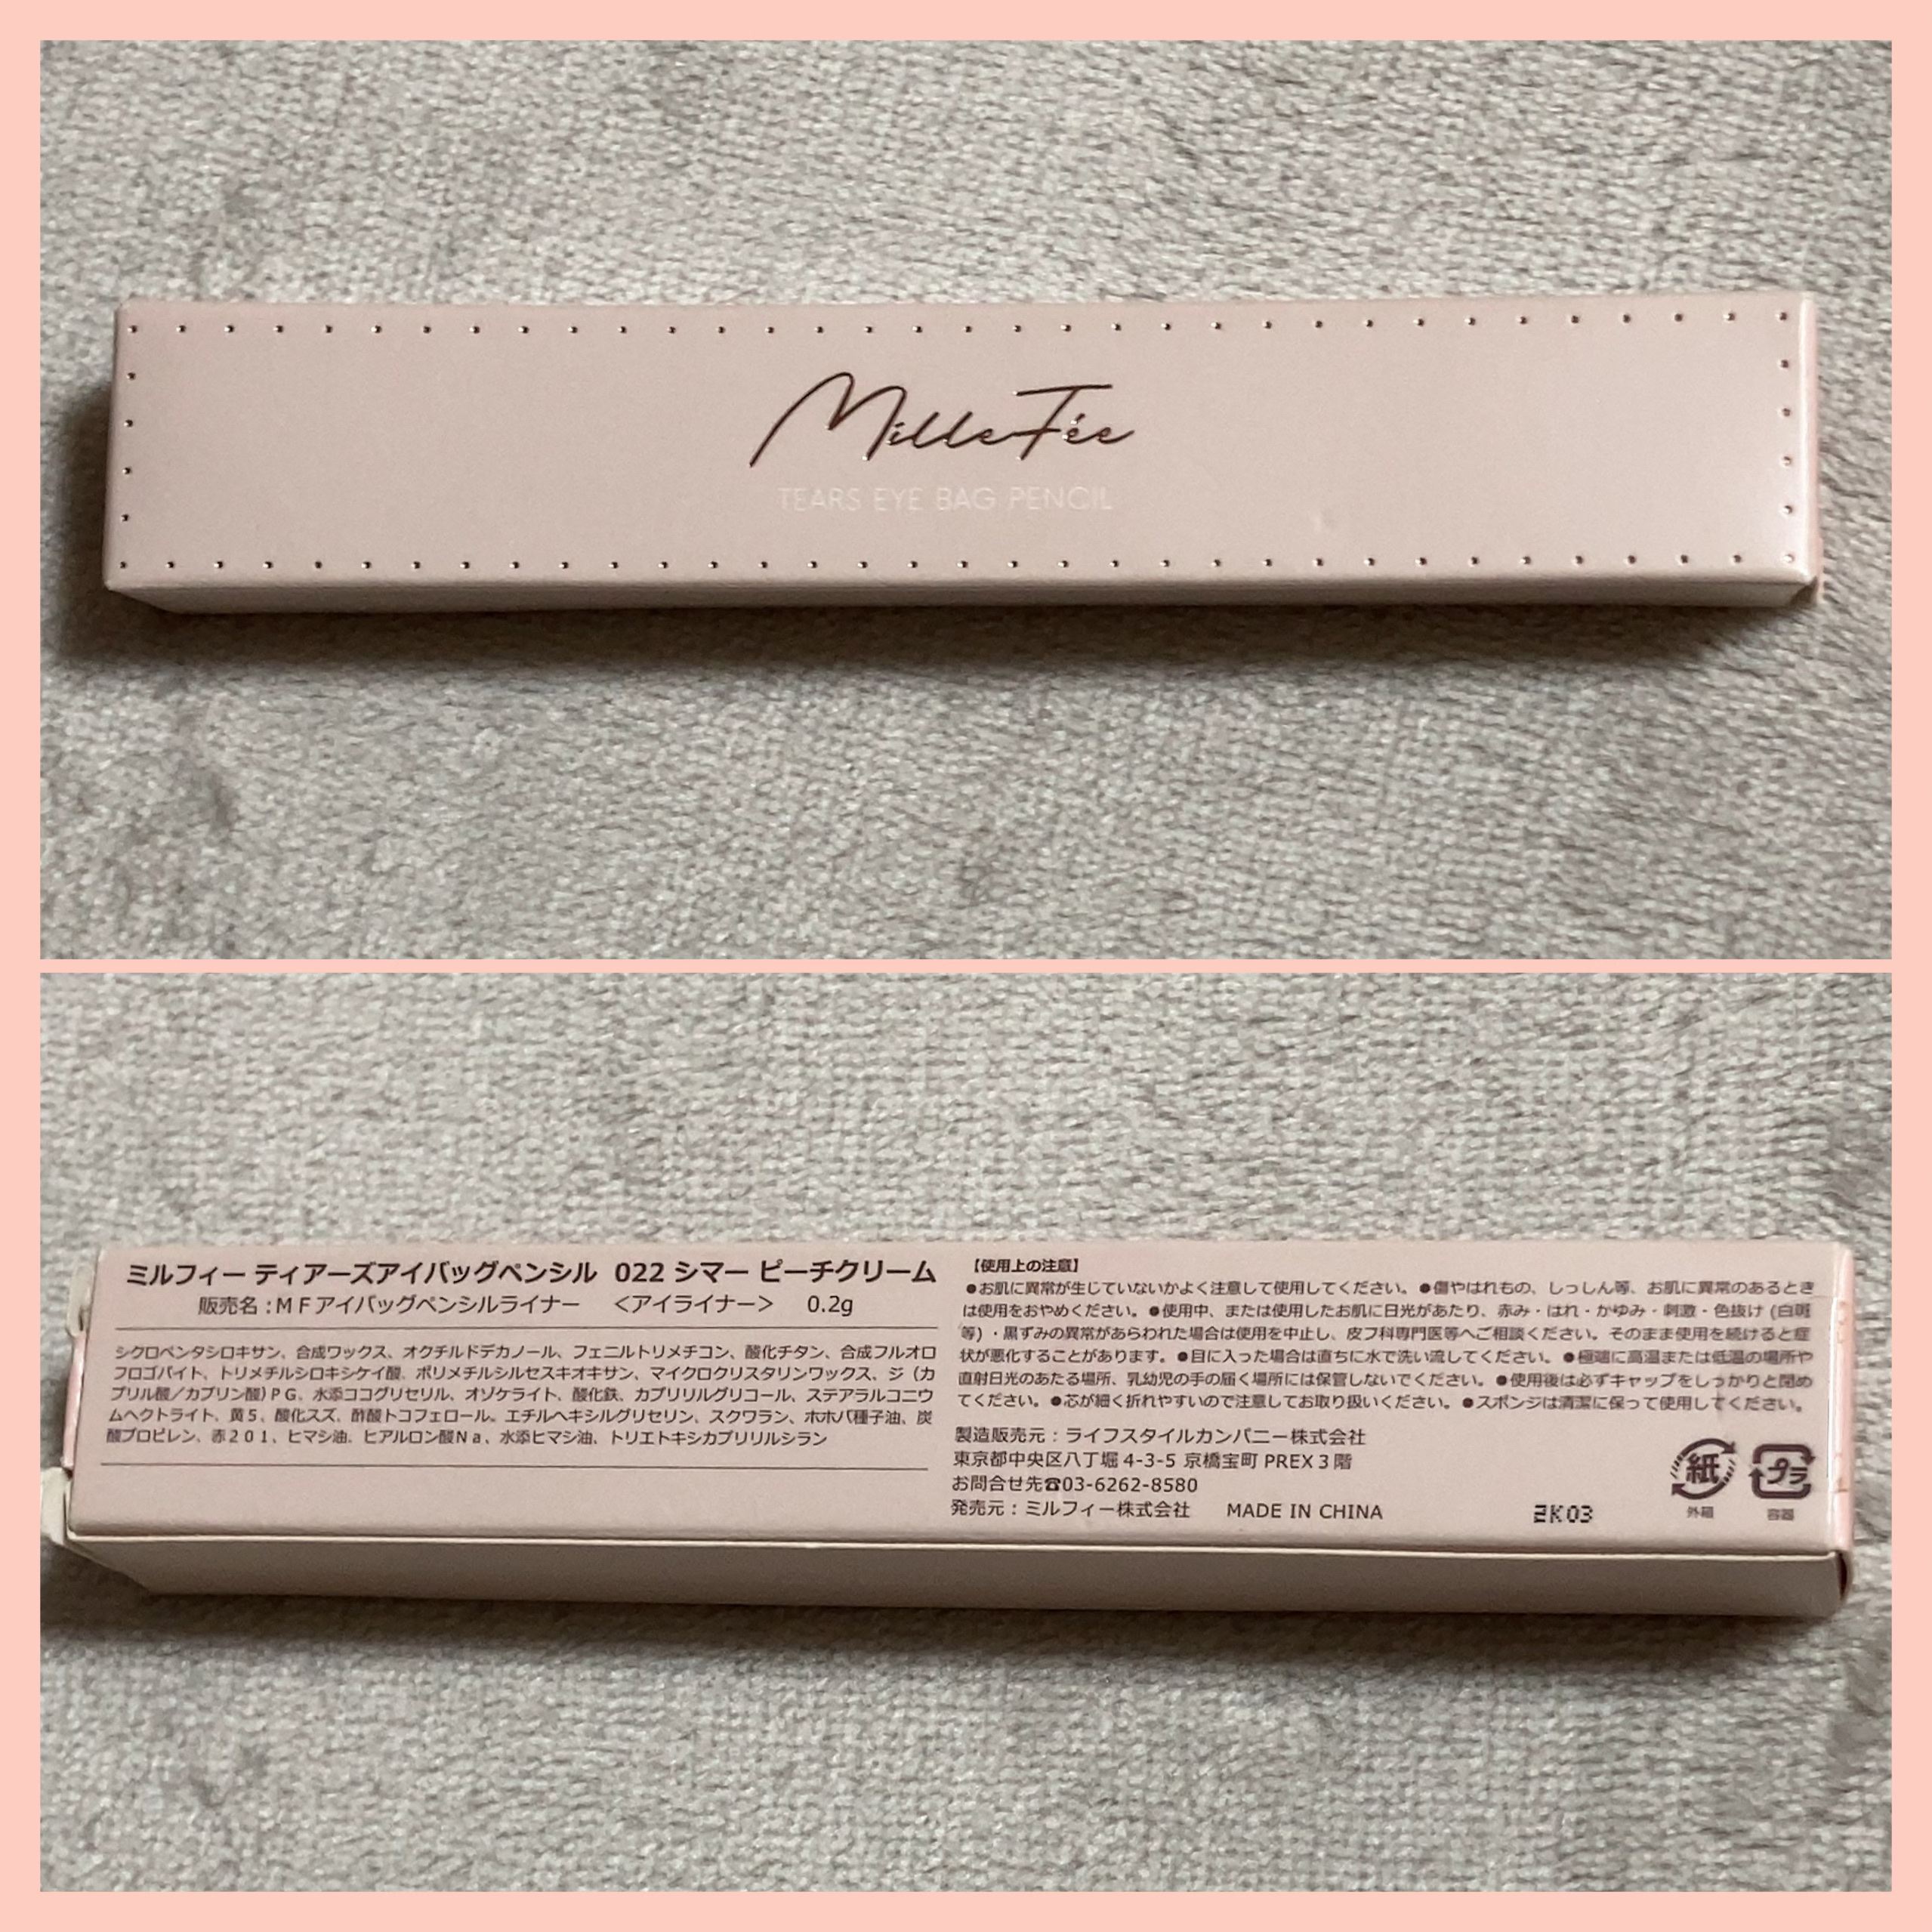 MilleFée
TEARS EYE BAG PENCIL
ミルフィー ティアーズアイバッグペンシル 022 シマー ピーチクリーム
販売名：ＭＦアイバッグペンシルライナー ＜アイライナー＞ 0.2g
シクロペンタシロキサン、合成ワックス、オクチルドデカノール、フェニルトリメチコン、酸化チタン、合成フルオロ
フロゴパイト、トリメチルシロキシケイ酸、ポリメチルシルセスキオキサン、マイクロクリスタリンワックス、ジ（カ
プリル酸／カプリン酸）ＰＧ、水添ココグリセリル、オゾケライト、酸化鉄、カプリリルグリコール、ステアラルコニウ
ムヘクトライト、黄５、酸化スズ、酢酸トコフェロール、エチルヘキシルグリセリン、スクワラン、ホホバ種子油、炭
酸プロピレン、赤２０１、ヒマシ油、ヒアルロン酸Ｎａ、水添ヒマシ油、トリエトキシカプリリルシラン
【使用上の注意】
●お肌に異常が生じていないかよく注意して使用してください。●傷やはれもの、しっしん等、お肌に異常のあるとき
は使用をおやめください。●使用中、または使用したお肌に日光があたり、赤み・はれ・かゆみ・刺激・色抜け（白斑
等）・黒ずみの異常があらわれた場合は使用を中止し、皮フ科専門医等へご相談ください。そのまま使用を続けると症
状が悪化することがあります。●目に入った場合は直ちに水で洗い流してください。●極端に高温または低温の場所や
直射日光のあたる場所、乳幼児の手の届く場所には保管しないでください。●使用後は必ずキャップをしっかりと閉め
てください。●芯が細く折れやすいので注意してお取り扱いください。●スポンジは清潔に保って使用してください。
製造販売元：ライフスタイルカンパニー株式会社
東京都中央区八丁堀 4-3-5 京橋宝町 PREX３階
お問合せ先☎03-6262-8580
発売元：ミルフィー株式会社 MADE IN CHINA
2K03
紙
外箱
プラ
容器